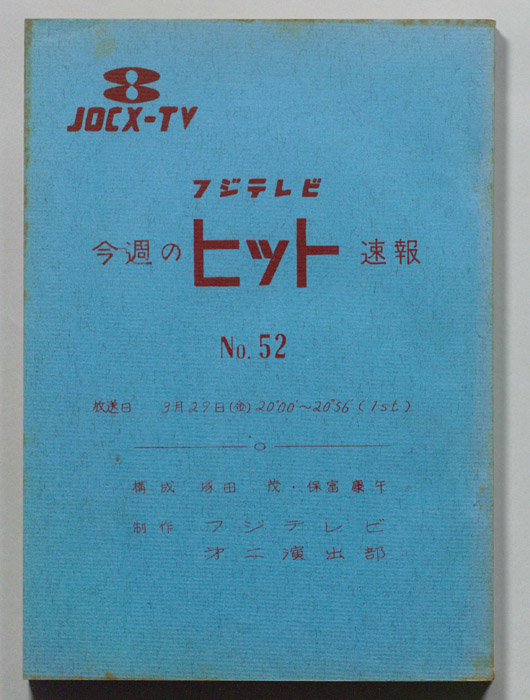 8
JOCX-TV
フジテレビ
今週の ヒット 速報
No. 52
放送日 3月29日(金)20°00'~20°56(1st)
構成 塚田 茂・保富康午
制作 フジテレビ
第二演出部